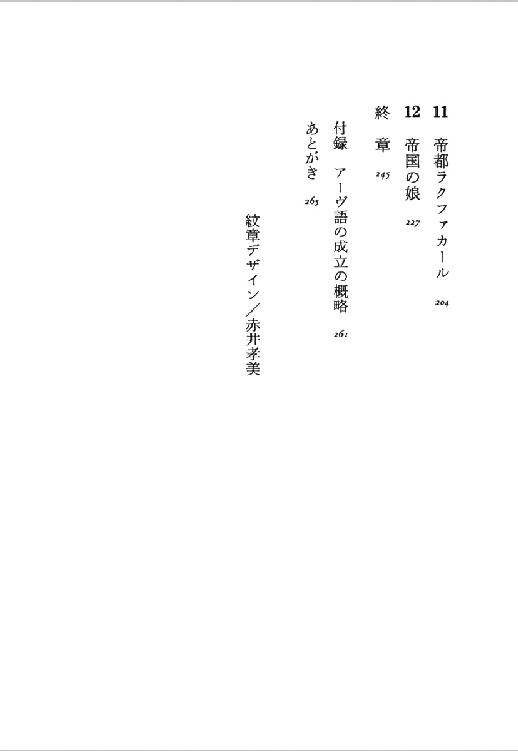 11 帝都ラクファカール 204
12 帝国の娘 227
終章 245
付録 アーヴ語の成立の概略 261
あとがき 265
紋章デザイン／赤井孝美